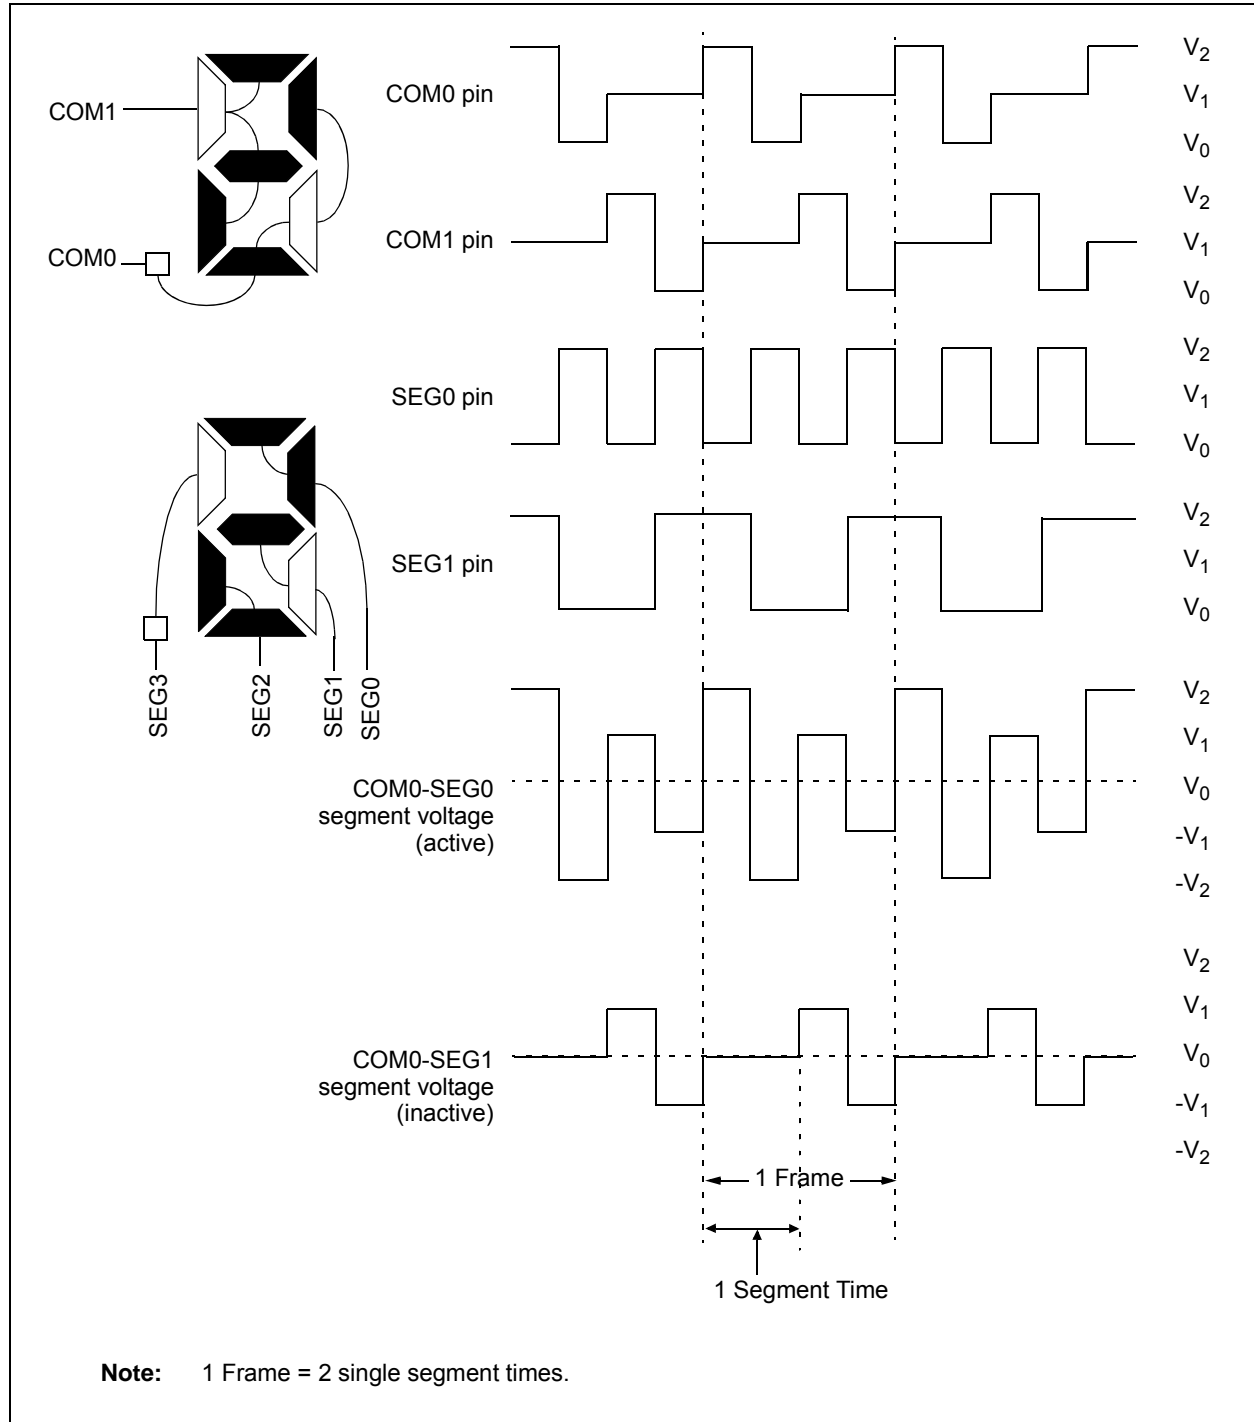 COM1
COM0
SEG3
SEG2
SEG1
SEG0
COM0 pin
V2
V1
V0
COM1 pin
V2
V1
V0
SEG0 pin
V2
V1
V0
SEG1 pin
V2
V1
V0
COM0-SEG0
segment voltage
(active)
V2
V1
V0
-V1
-V2
COM0-SEG1
segment voltage
(inactive)
V2
V1
V0
-V1
-V2
1 Frame
1 Segment Time
Note: 1 Frame = 2 single segment times.